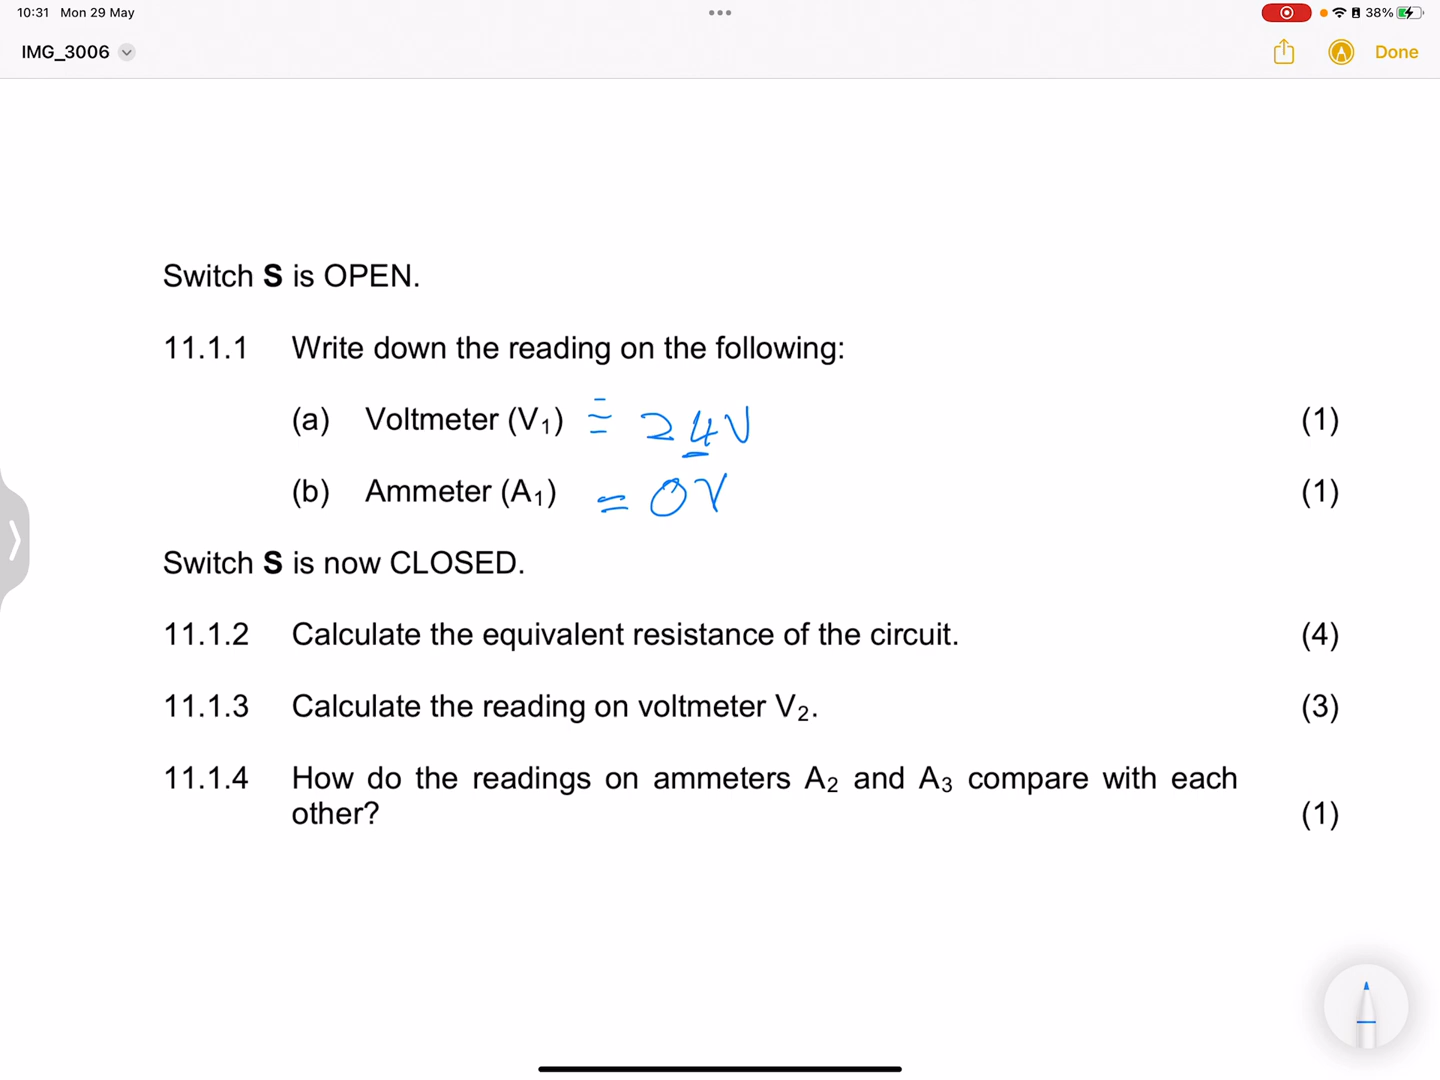 10:31 Mon 29 May
38%
IMG_3006
Done
Switch S is OPEN.
11.1.1 Write down the reading on the following:
(a) Voltmeter (V₁) = 24V (1)
(b) Ammeter (A₁) = 0V (1)
Switch S is now CLOSED.
11.1.2 Calculate the equivalent resistance of the circuit. (4)
11.1.3 Calculate the reading on voltmeter V₂. (3)
11.1.4 How do the readings on ammeters A₂ and A₃ compare with each
other? (1)